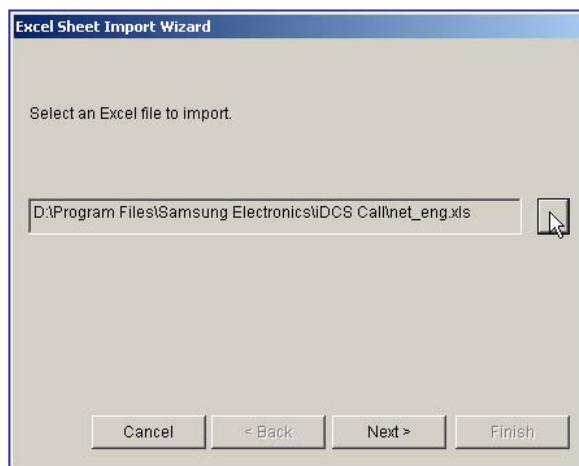 Excel Sheet Import Wizard
Select an Excel file to import.
D:\Program Files\Samsung Electronics\iDCS Call\net_eng.xls
Cancel < Back Next > Finish